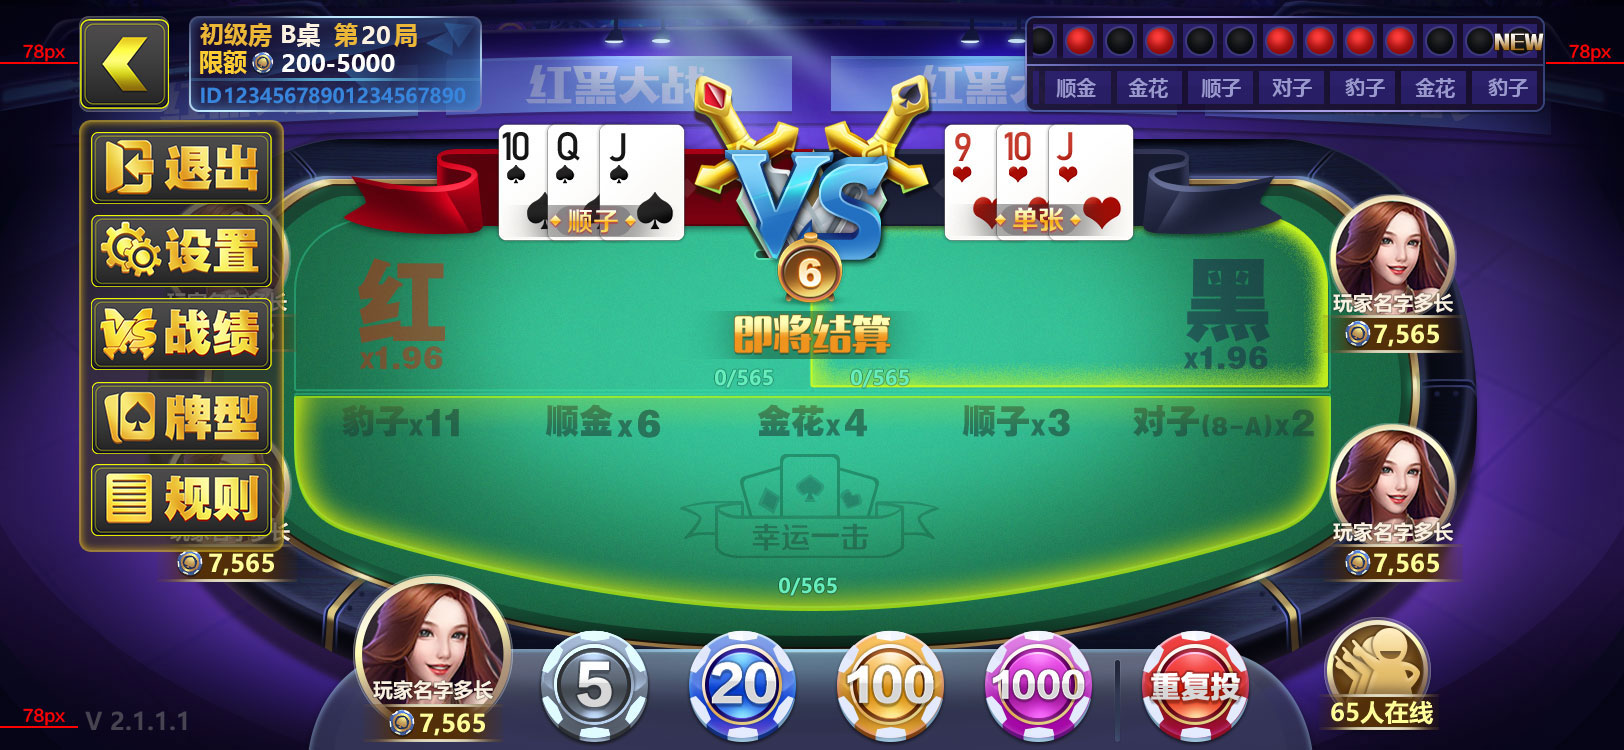 78px
初级房 B桌 第20局
限额 200-5000
ID12345678901234567890
红黑大战
红黑大
NEW
顺金 金花 顺子 对子 豹子 金花 豹子
78px
退出
设置
战绩
牌型
规则
10 Q J
顺子
VS
9 10 J
单张
6
即将结算
红
x1.96
0/565
0/565
黑
x1.96
豹子x11
顺金x6
金花x4
顺子x3
对子(8-A)x2
幸运一击
0/565
玩家名字多长
7,565
玩家名字多长
7,565
7,565
玩家名字多长
7,565
5
20
100
1000
重复投
65人在线
78px
V 2.1.1.1